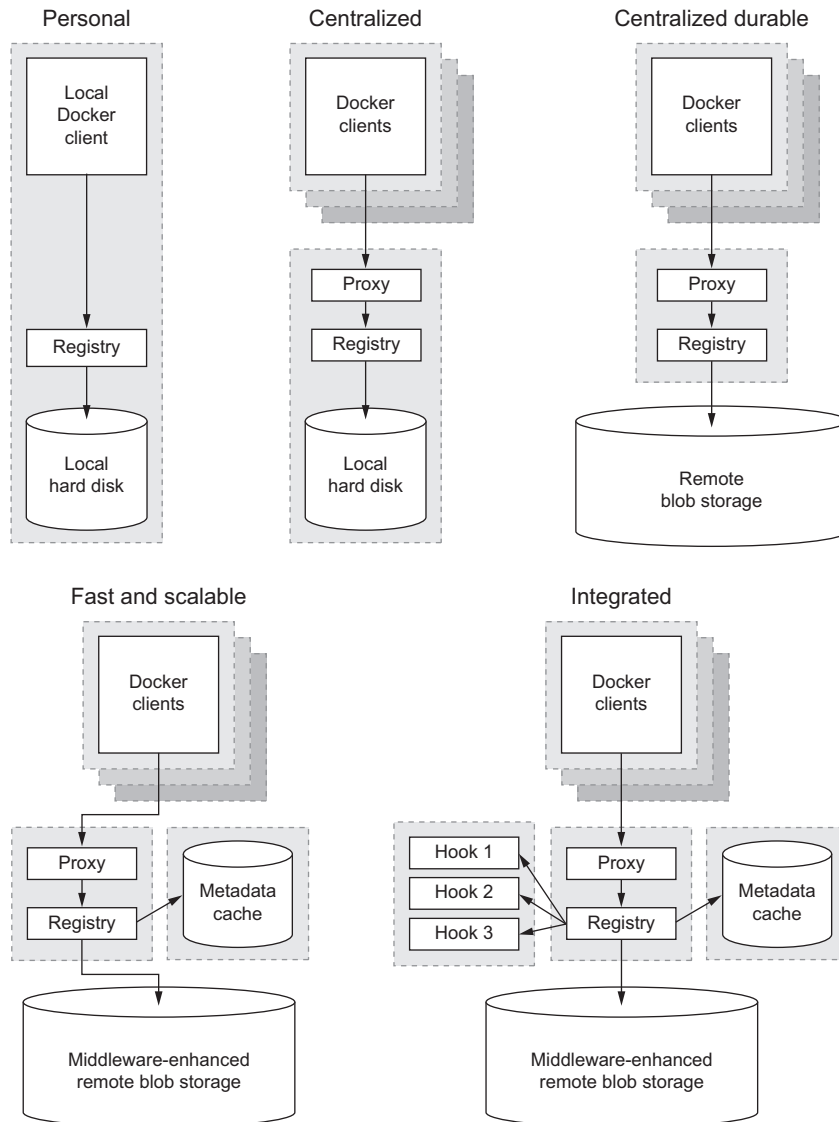 Personal
Local
Docker
client
Registry
Local
hard disk
Centralized
Docker
clients
Proxy
Registry
Local
hard disk
Centralized durable
Docker
clients
Proxy
Registry
Remote
blob storage
Fast and scalable
Docker
clients
Proxy
Registry
Metadata
cache
Middleware-enhanced
remote blob storage
Integrated
Docker
clients
Hook 1
Hook 2
Hook 3
Proxy
Registry
Metadata
cache
Middleware-enhanced
remote blob storage